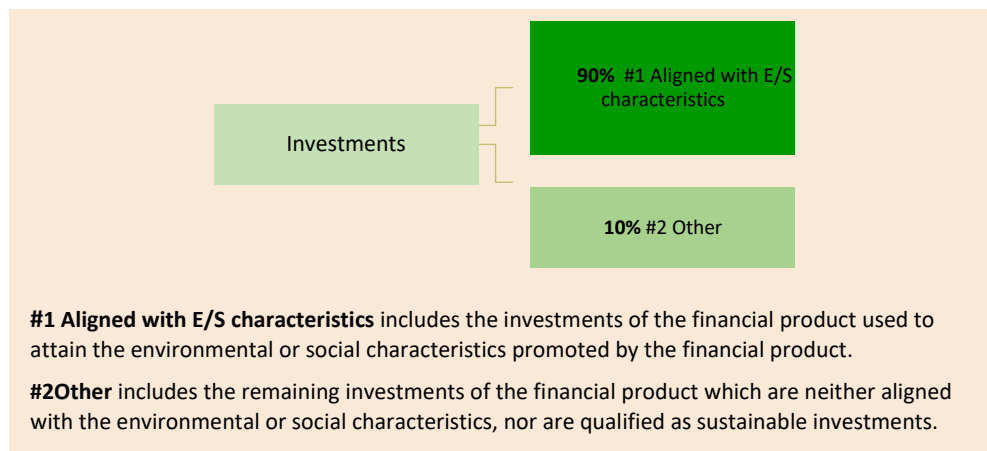 90% #1 Aligned with E/S
characteristics
Investments
10% #2 Other
#1 Aligned with E/S characteristics includes the investments of the financial product used to
attain the environmental or social characteristics promoted by the financial product.
#2Other includes the remaining investments of the financial product which are neither aligned
with the environmental or social characteristics, nor are qualified as sustainable investments.